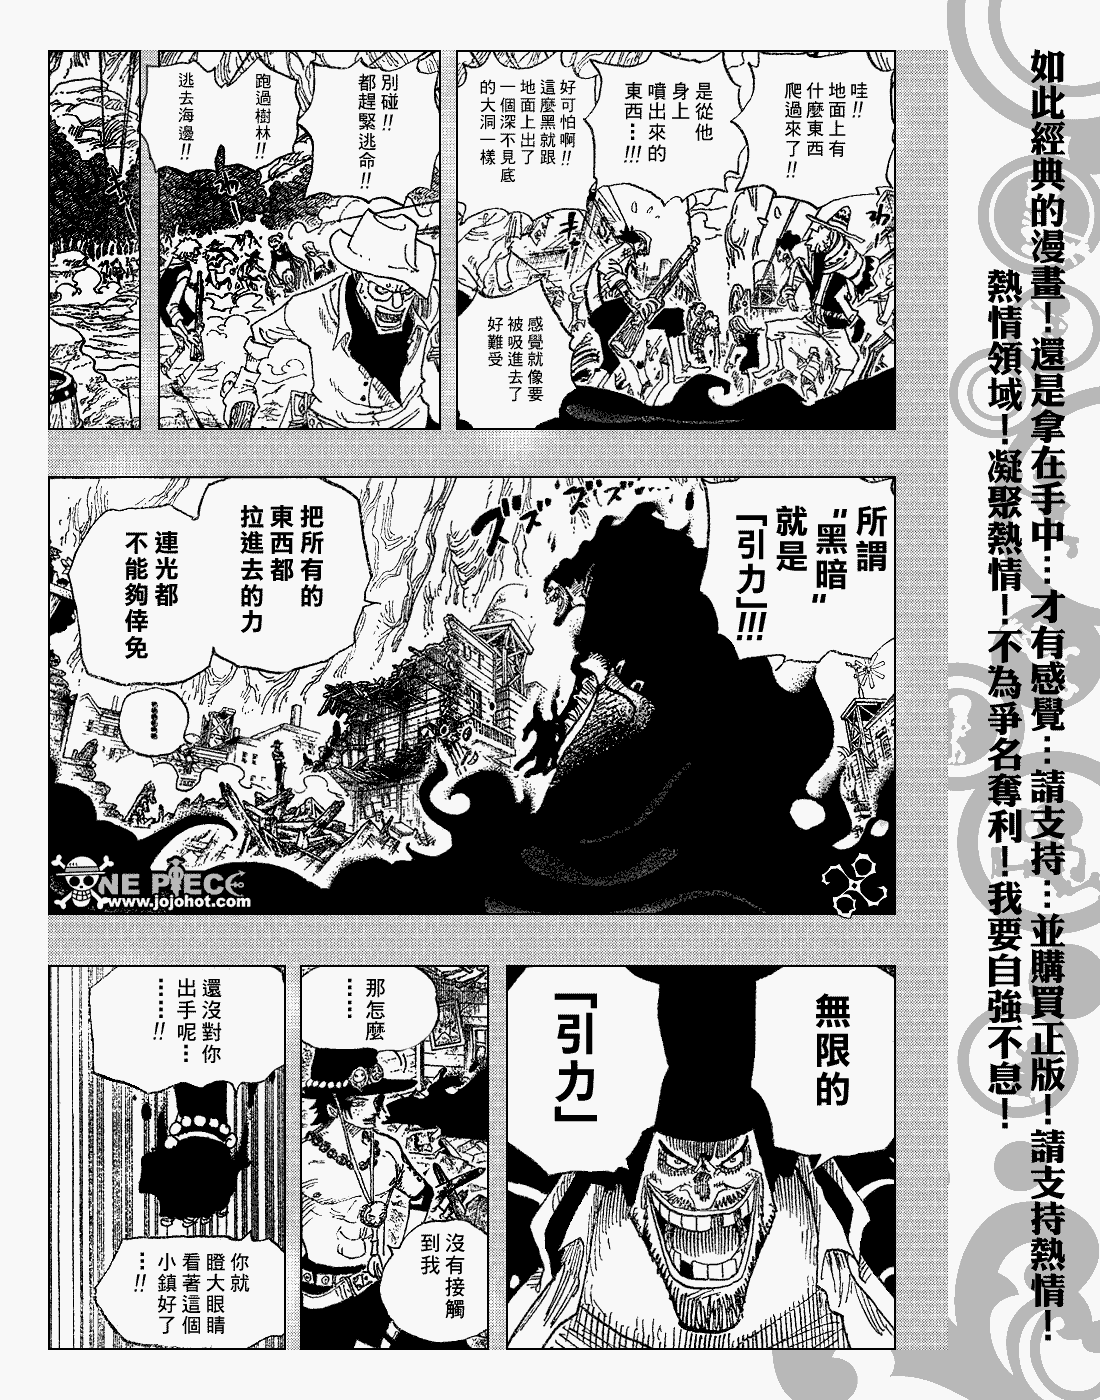 哇!!
地面上有
什麼東西
爬過來了!!
是從他
身上
噴出來的
東西…!!!
好可怕啊!!
這麼黑就跟
地面上出了
一個深不見底
的大洞一樣
感覺就像要
被吸進去了
好難受
別碰!!
都趕緊逃命!!
跑過樹林!!
逃去海邊!!
所謂
“黑暗”
就是
「引力」!!!
把所有的
東西都
拉進去的力
連光都
不能夠倖免
ONE PIECE
www.jojohot.com
無限的
「引力」
那怎麼
……
沒有接觸
到我
還沒對你
出手呢…
……!!
你就
瞪大眼睛
看著這個
小鎮好了
…!!
如此經典的漫畫！還是拿在手中…才有感覺…請支持…並購買正版！請支持熱情！
熱情領域！凝聚熱情！不為爭名奪利！我要自強不息！